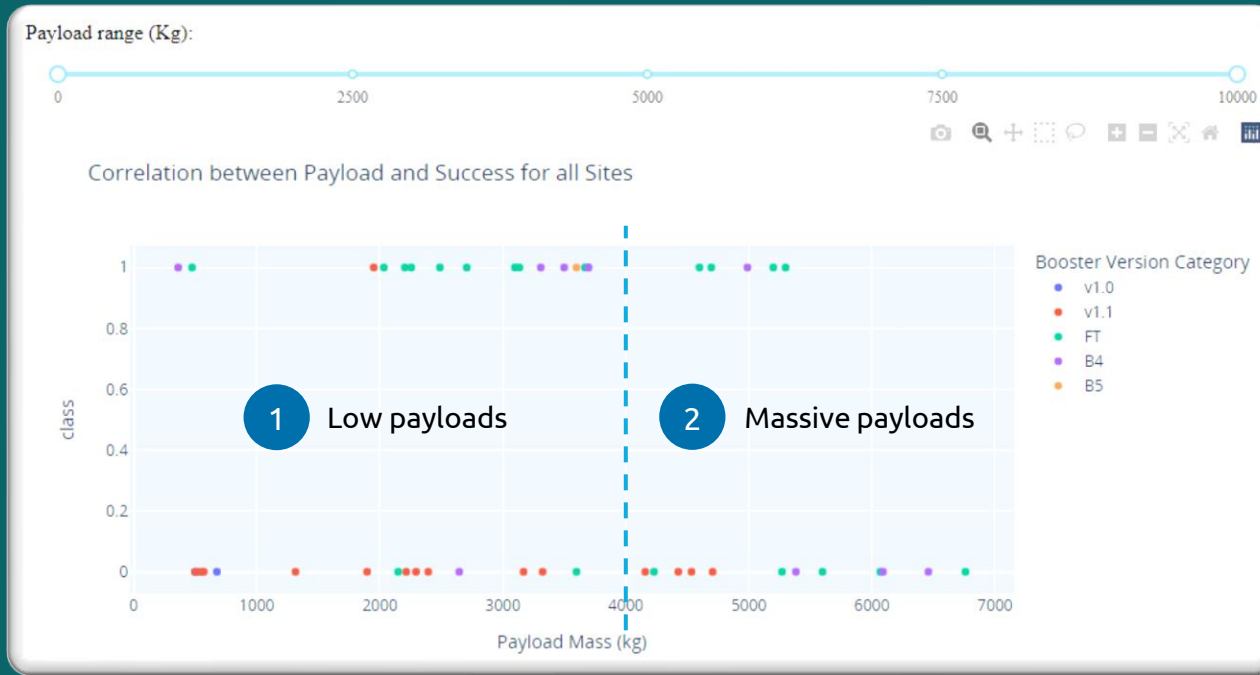 Payload range (Kg):
0 2500 5000 7500 10000
Correlation between Payload and Success for all Sites
Booster Version Category
v1.0
v1.1
FT
B4
B5
class
1
0.8
0.6
0.4
0.2
0
1 Low payloads
2 Massive payloads
0 1000 2000 3000 4000 5000 6000 7000
Payload Mass (kg)